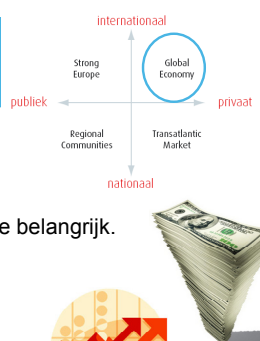 internationaal
Strong
Europe
Global
Economy
publiek
privaat
Regional
Communities
Transatlantic
Market
nationaal
e belangrijk.